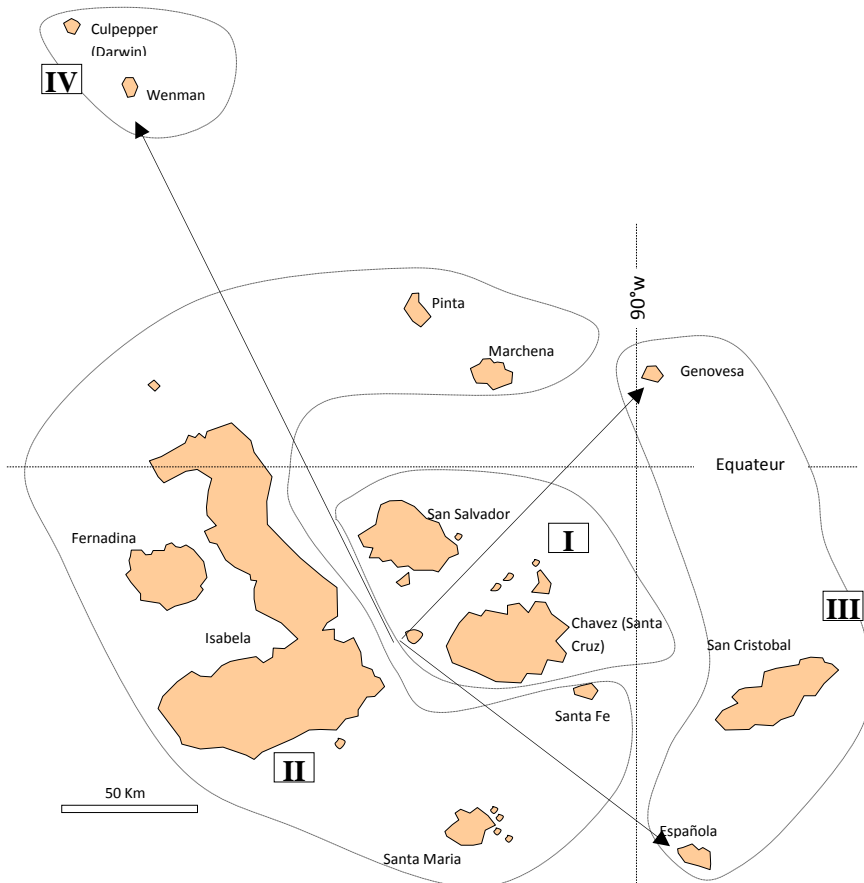 Culpepper
(Darwin)
IV
Wenman
90°w
Pinta
Marchena
Genovesa
Equateur
San Salvador
I
Fernadina
III
Chavez (Santa
Cruz)
Isabela
San Cristobal
Santa Fe
II
50 Km
Española
Santa Maria